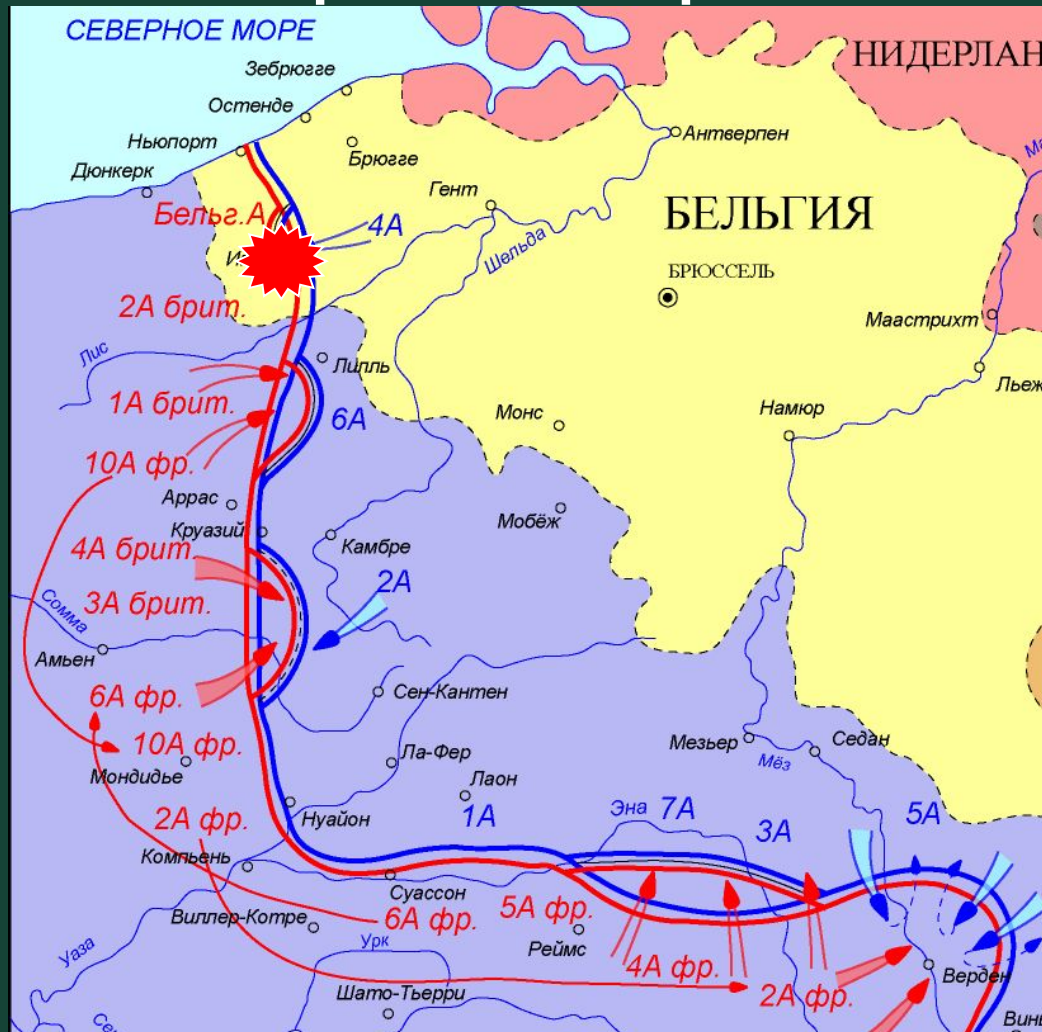 СЕВЕРНОЕ МОРЕ
НИДЕРЛАН
Зебрюгге
Остенде
Ньюпорт
Брюгге
Антверпен
Дюнкерк
Гент
Бельг.А
4А
БЕЛЬГИЯ
Шельда
БРЮССЕЛЬ
2А брит.
Маастрихт
Лис
Лилль
Льеж
1А брит.
6А
Монс
Намюр
10А фр.
Аррас
Мобёж
Круазий
Камбре
4А брит.
2А
3А брит.
Сомма
Амьен
6А фр.
Сен-Кантен
10А фр.
Мондидье
Ла-Фер
Мезьер
Седан
Мёз
Лаон
2А фр.
Нуайон
1А
Эна
7А
3А
5А
Компьень
Суассон
Виллер-Котре
6А фр.
5А фр.
Реймс
Уаза
Урк
4А фр.
2А фр.
Верден
Шато-Тьерри